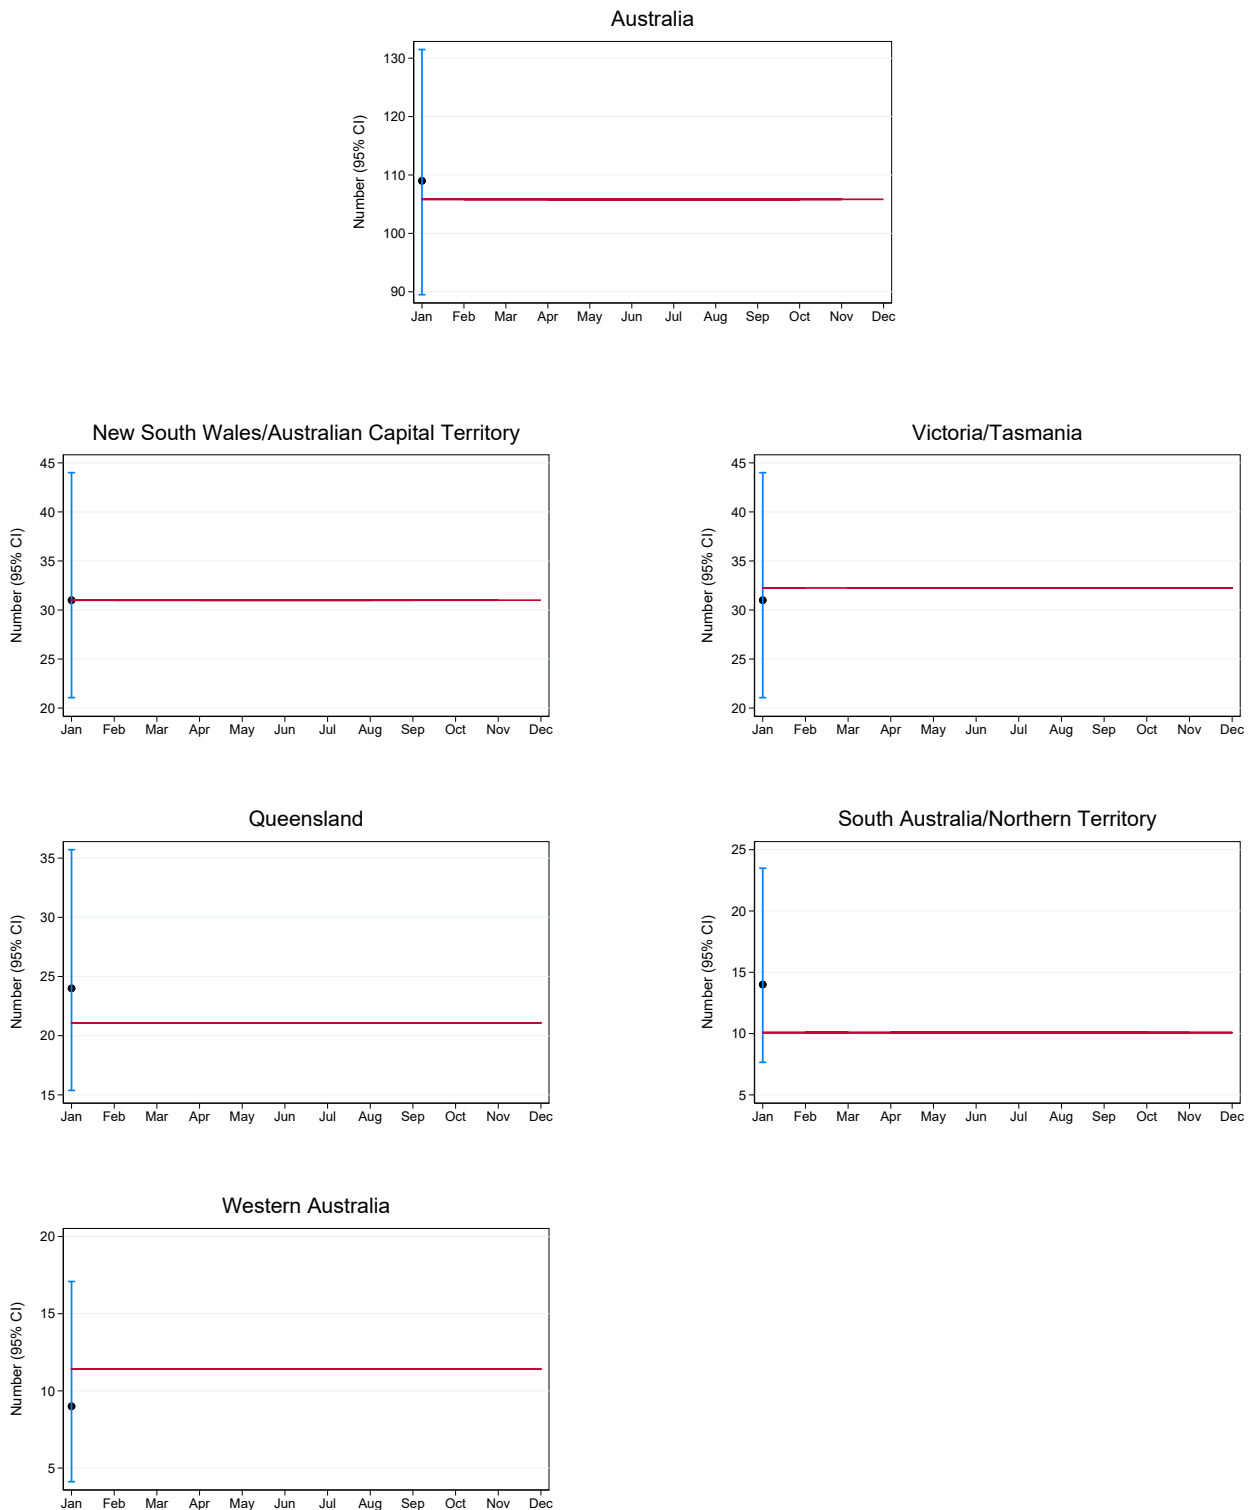 Australia
Number (95% CI)
130
120
110
100
90
Jan Feb Mar Apr May Jun Jul Aug Sep Oct Nov Dec
New South Wales/Australian Capital Territory
Number (95% CI)
45
40
35
30
25
20
Jan Feb Mar Apr May Jun Jul Aug Sep Oct Nov Dec
Victoria/Tasmania
Number (95% CI)
45
40
35
30
25
20
Jan Feb Mar Apr May Jun Jul Aug Sep Oct Nov Dec
Queensland
Number (95% CI)
35
30
25
20
15
Jan Feb Mar Apr May Jun Jul Aug Sep Oct Nov Dec
South Australia/Northern Territory
Number (95% CI)
25
20
15
10
5
Jan Feb Mar Apr May Jun Jul Aug Sep Oct Nov Dec
Western Australia
Number (95% CI)
20
15
10
5
Jan Feb Mar Apr May Jun Jul Aug Sep Oct Nov Dec